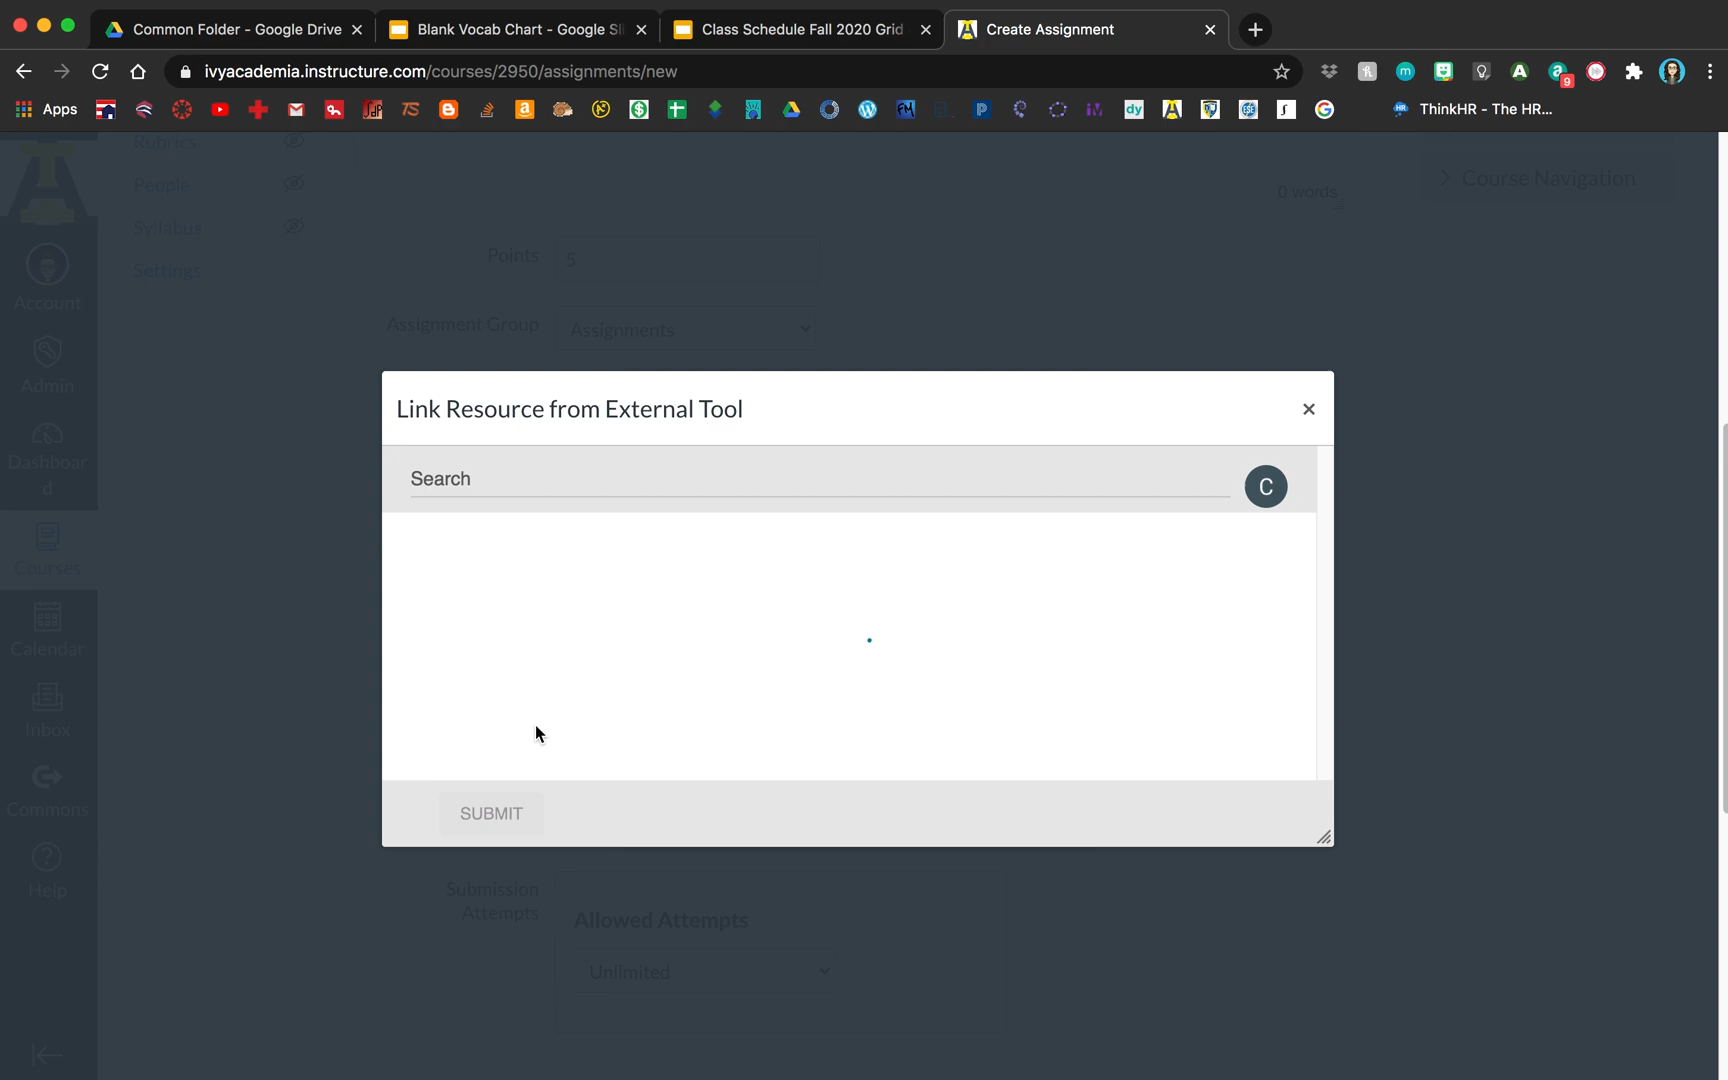 Common Folder - Google Drive
Blank Vocab Chart - Google Sli
Class Schedule Fall 2020 Grid
Create Assignment
ivyacademia.instructure.com/courses/2950/assignments/new
9
Apps
ThinkHR - The HR...
Rubrics
People
Syllabus
Settings
Account
Admin
Dashboar
d
Courses
Calendar
Inbox
Commons
Help
0 words
Course Navigation
Points
5
Assignment Group
Assignments
Link Resource from External Tool
Search
C
SUBMIT
Submission
Attempts
Allowed Attempts
Unlimited